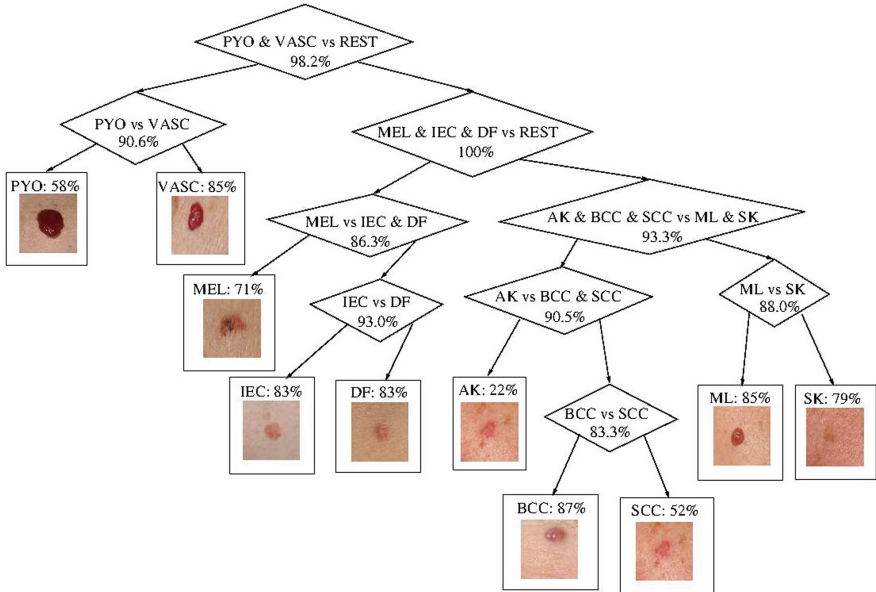 PYO & VASC vs REST
98.2%
PYO vs VASC
90.6%
MEL & IEC & DF vs REST
100%
PYO: 58%
VASC: 85%
MEL vs IEC & DF
86.3%
AK & BCC & SCC vs ML & SK
93.3%
MEL: 71%
IEC vs DF
93.0%
AK vs BCC & SCC
90.5%
ML vs SK
88.0%
IEC: 83%
DF: 83%
AK: 22%
BCC vs SCC
83.3%
ML: 85%
SK: 79%
BCC: 87%
SCC: 52%